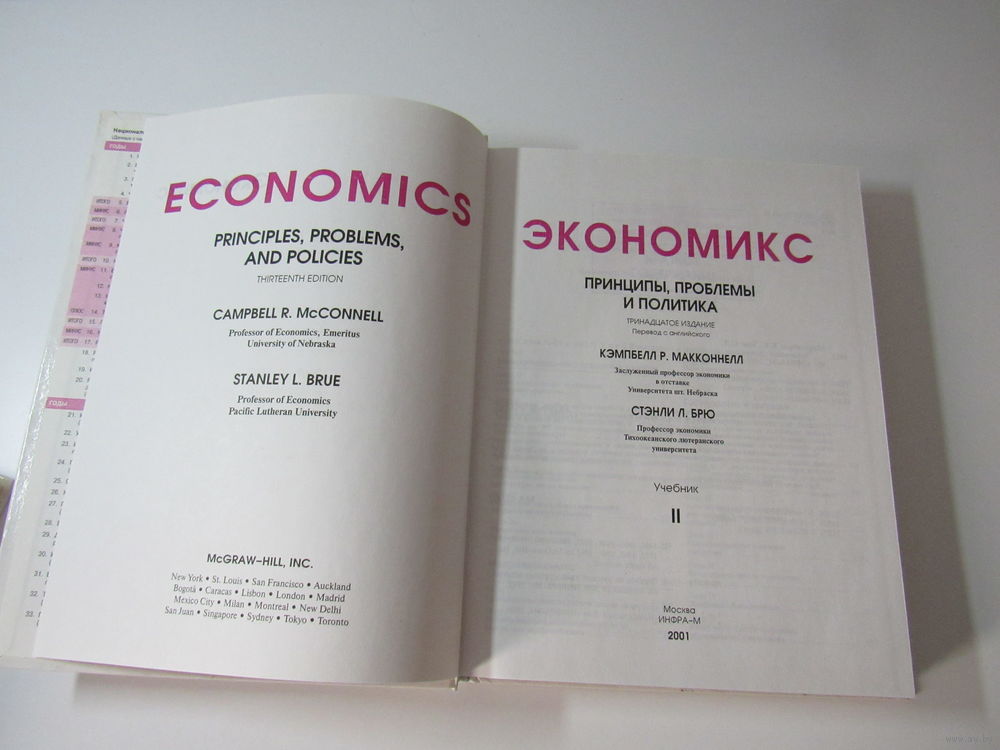 ECONOMICS
PRINCIPLES, PROBLEMS,
AND POLICIES
THIRTEENTH EDITION
CAMPBELL R. McCONNELL
Professor of Economics, Emeritus
University of Nebraska
STANLEY L. BRUE
Professor of Economics
Pacific Lutheran University
McGRAW–HILL, INC.
New York • St. Louis • San Francisco • Auckland
Bogotá • Caracas • Lisbon • London • Madrid
Mexico City • Milan • Montreal • New Delhi
San Juan • Singapore • Sydney • Tokyo • Toronto
ЭКОНОМИКС
ПРИНЦИПЫ, ПРОБЛЕМЫ
И ПОЛИТИКА
ТРИНАДЦАТОЕ ИЗДАНИЕ
Перевод с английского
КЭМПБЕЛЛ Р. МАККОННЕЛЛ
Заслуженный профессор экономики
в отставке
Университета шт. Небраска
СТЭНЛИ Л. БРЮ
Профессор экономики
Тихоокеанского лютеранского
университета
Учебник
II
Москва
ИНФРА–М
2001